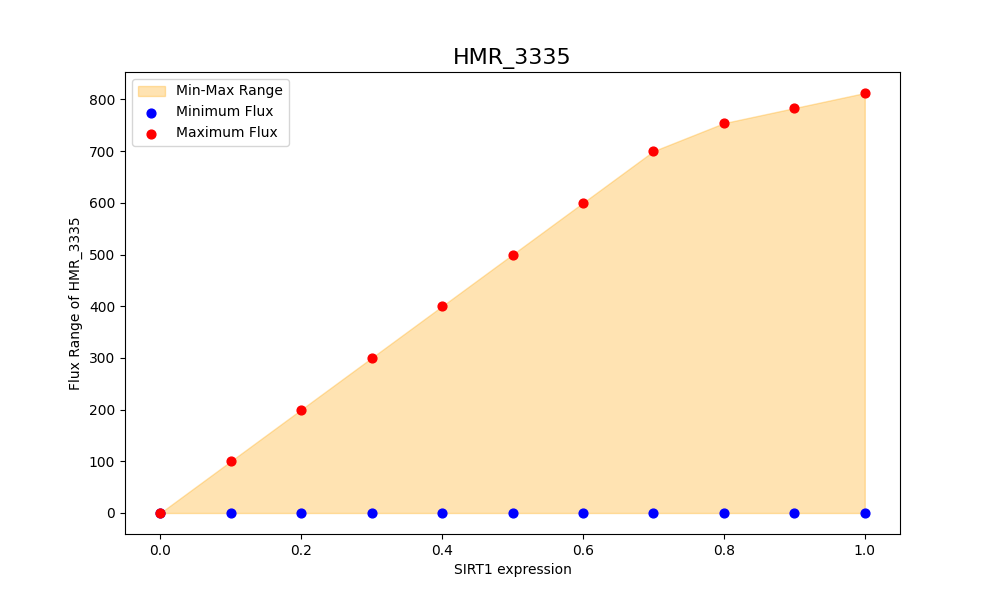 HMR_3335
Min-Max Range
Minimum Flux
Maximum Flux
800
700
600
500
400
300
200
100
0
Flux Range of HMR_3335
0.0 0.2 0.4 0.6 0.8 1.0
SIRT1 expression